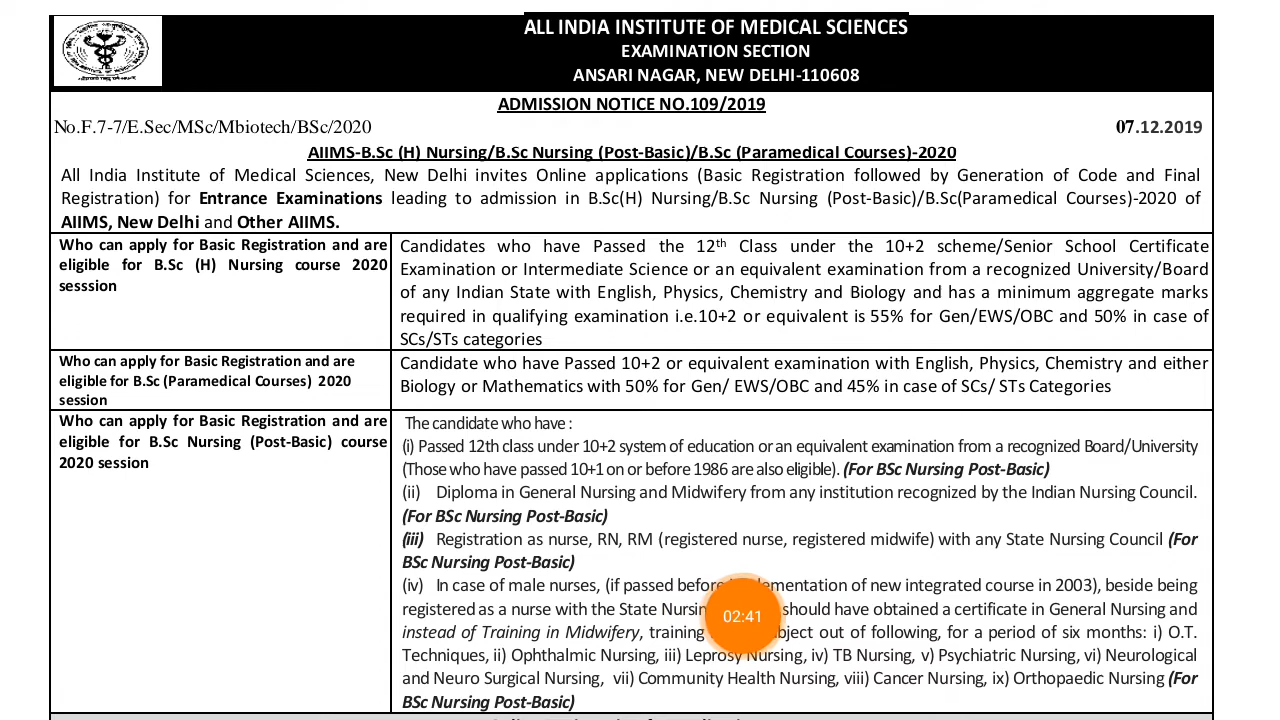 ALL INDIA INSTITUTE OF MEDICAL SCIENCES
EXAMINATION SECTION
ANSARI NAGAR, NEW DELHI-110608
ADMISSION NOTICE NO.109/2019
No.F.7-7/E.Sec/MSc/Mbiotech/BSc/2020 07.12.2019
AIIMS-B.Sc (H) Nursing/B.Sc Nursing (Post-Basic)/B.Sc (Paramedical Courses)-2020
All India Institute of Medical Sciences, New Delhi invites Online applications (Basic Registration followed by Generation of Code and Final
Registration) for Entrance Examinations leading to admission in B.Sc(H) Nursing/B.Sc Nursing (Post-Basic)/B.Sc(Paramedical Courses)-2020 of
AIIMS, New Delhi and Other AIIMS.
Who can apply for Basic Registration and are
eligible for B.Sc (H) Nursing course 2020
sesssion
Candidates who have Passed the 12th Class under the 10+2 scheme/Senior School Certificate
Examination or Intermediate Science or an equivalent examination from a recognized University/Board
of any Indian State with English, Physics, Chemistry and Biology and has a minimum aggregate marks
required in qualifying examination i.e.10+2 or equivalent is 55% for Gen/EWS/OBC and 50% in case of
SCs/STs categories
Who can apply for Basic Registration and are
eligible for B.Sc (Paramedical Courses) 2020
session
Candidate who have Passed 10+2 or equivalent examination with English, Physics, Chemistry and either
Biology or Mathematics with 50% for Gen/ EWS/OBC and 45% in case of SCs/ STs Categories
Who can apply for Basic Registration and are
eligible for B.Sc Nursing (Post-Basic) course
2020 session
The candidate who have :
(i) Passed 12th class under 10+2 system of education or an equivalent examination from a recognized Board/University
(Those who have passed 10+1 on or before 1986 are also eligible). (For BSc Nursing Post-Basic)
(ii) Diploma in General Nursing and Midwifery from any institution recognized by the Indian Nursing Council.
(For BSc Nursing Post-Basic)
(iii) Registration as nurse, RN, RM (registered nurse, registered midwife) with any State Nursing Council (For
BSc Nursing Post-Basic)
(iv) In case of male nurses, (if passed before of new integrated course in 2003), beside being
registered as a nurse with the State should have obtained a certificate in General Nursing and
instead of Training in Midwifery, training out of following, for a period of six months: i) O.T.
Techniques, ii) Ophthalmic Nursing, iii) Leprosy Nursing, iv) TB Nursing, v) Psychiatric Nursing, vi) Neurological
and Neuro Surgical Nursing, vii) Community Health Nursing, viii) Cancer Nursing, ix) Orthopaedic Nursing (For
BSc Nursing Post-Basic)
02:41